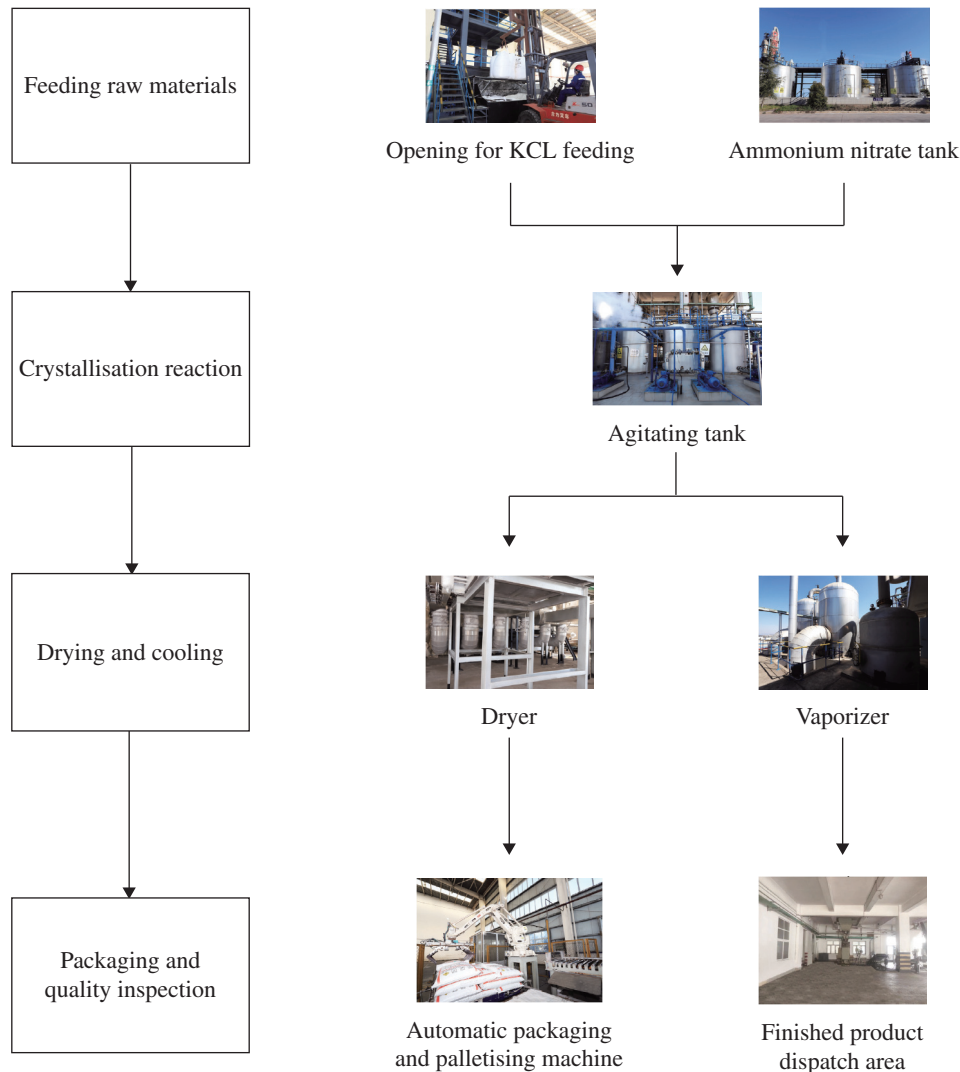 Feeding raw materials
Opening for KCL feeding
Ammonium nitrate tank
Crystallisation reaction
Agitating tank
Drying and cooling
Dryer
Vaporizer
Packaging and
quality inspection
Automatic packaging
and palletising machine
Finished product
dispatch area